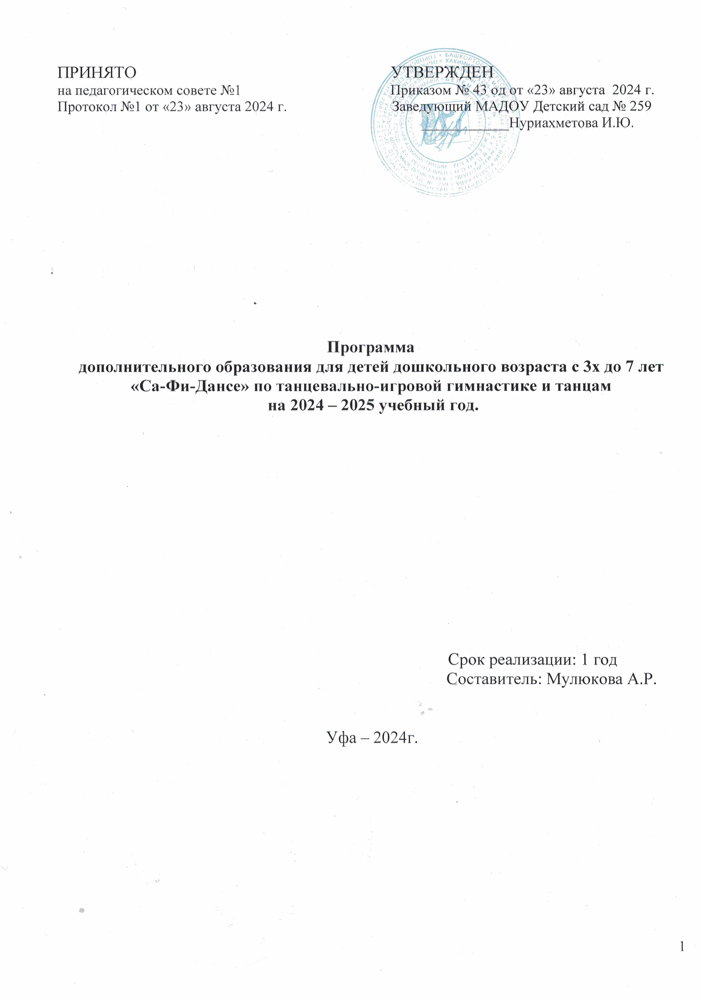 ПРИНЯТО
на педагогическом совете №1
Протокол №1 от «23» августа 2024 г.
УТВЕРЖДЕН
Приказом № 43 од от «23» августа 2024 г.
Заведующий МАДОУ Детский сад № 259
____________Нуриахметова И.Ю.
Программа
дополнительного образования для детей дошкольного возраста с 3х до 7 лет
«Са-Фи-Дансе» по танцевально-игровой гимнастике и танцам
на 2024 – 2025 учебный год.
Срок реализации: 1 год
Составитель: Мулюкова А.Р.
Уфа – 2024г.
1